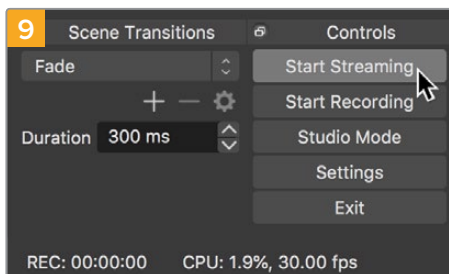 9
Scene Transitions
Controls
Fade
Start Streaming
Start Recording
Duration 300 ms
Studio Mode
Settings
Exit
REC: 00:00:00 CPU: 1.9%, 30.00 fps